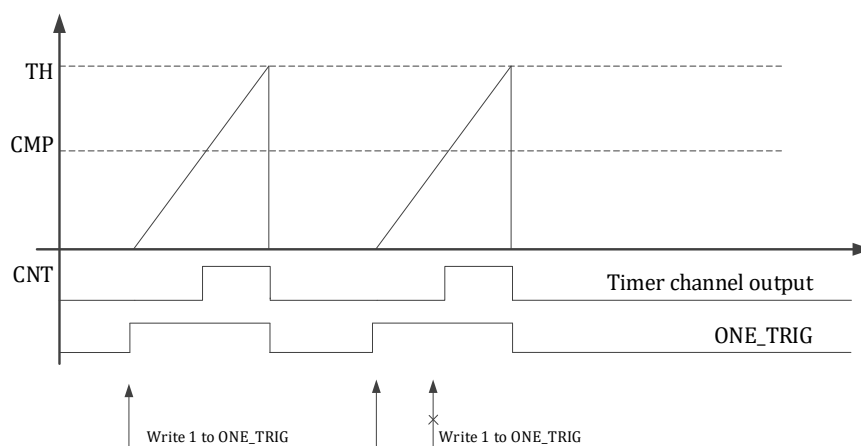 TH
CMP
CNT
Timer channel output
ONE_TRIG
Write 1 to ONE_TRIG
Write 1 to ONE_TRIG